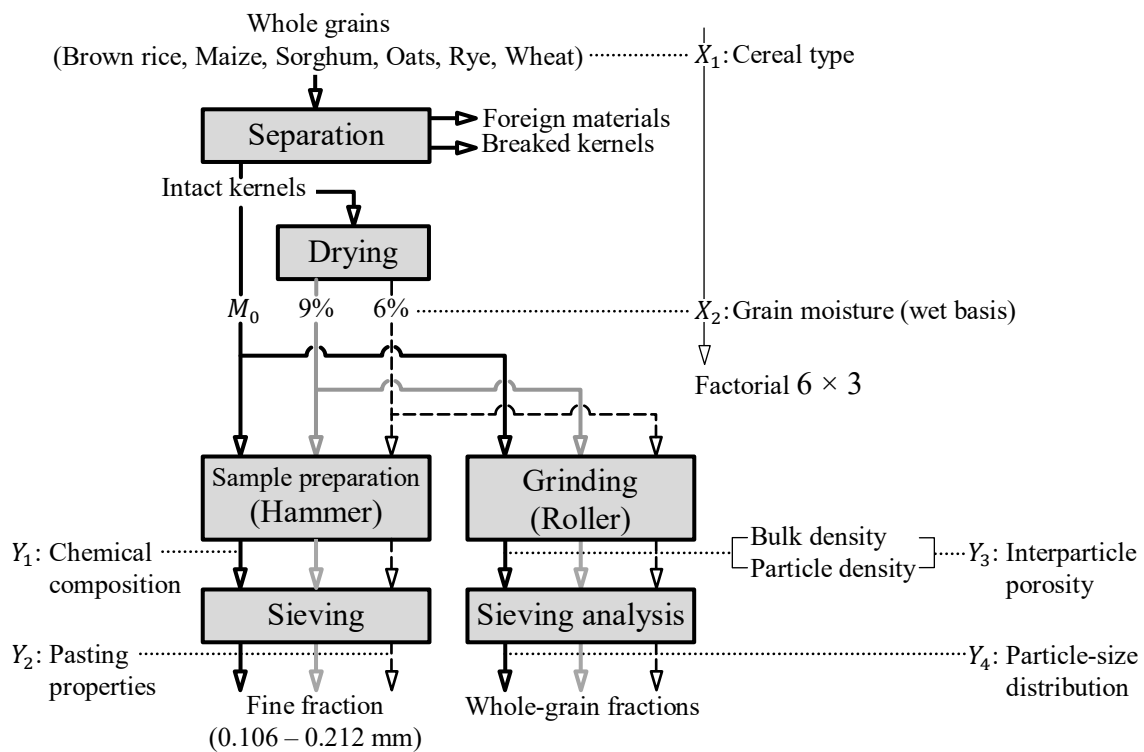 Whole grains
(Brown rice, Maize, Sorghum, Oats, Rye, Wheat)
X₁: Cereal type
Separation
Foreign materials
Breaked kernels
Intact kernels
Drying
M₀
9%
6%
X₂: Grain moisture (wet basis)
Factorial 6 × 3
Sample preparation
(Hammer)
Grinding
(Roller)
Y₁: Chemical
composition
Bulk density
Particle density
Y₃: Interparticle
porosity
Sieving
Sieving analysis
Y₂: Pasting
properties
Y₄: Particle-size
distribution
Fine fraction
(0.106 – 0.212 mm)
Whole-grain fractions